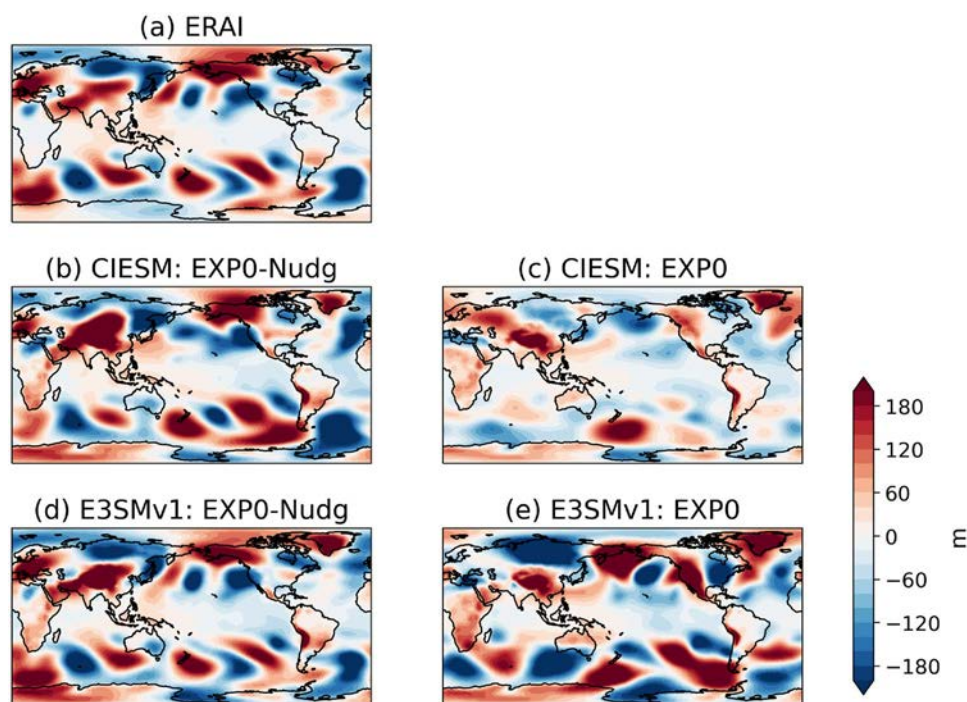 (a) ERAI
(b) CIESM: EXP0-Nudg
(c) CIESM: EXP0
(d) E3SMv1: EXP0-Nudg
(e) E3SMv1: EXP0
180
120
60
0
−60
−120
−180
m